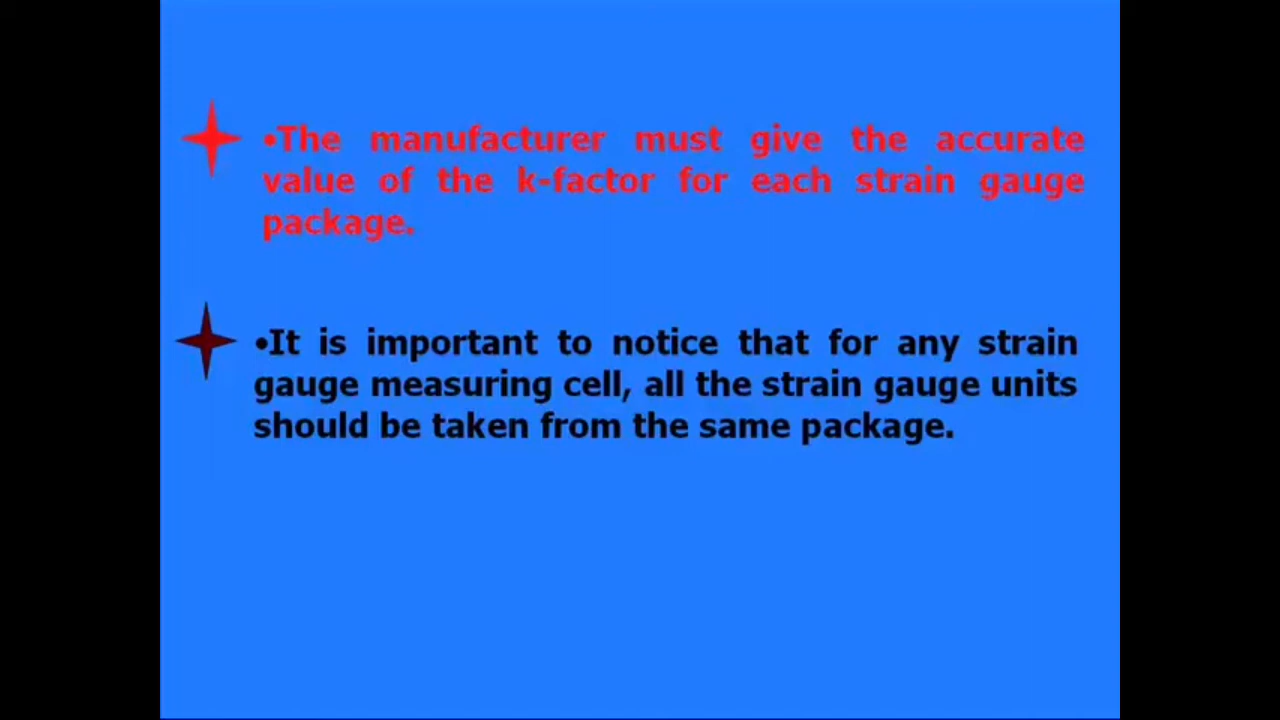 •The manufacturer must give the accurate
value of the k-factor for each strain gauge
package.
•It is important to notice that for any strain
gauge measuring cell, all the strain gauge units
should be taken from the same package.